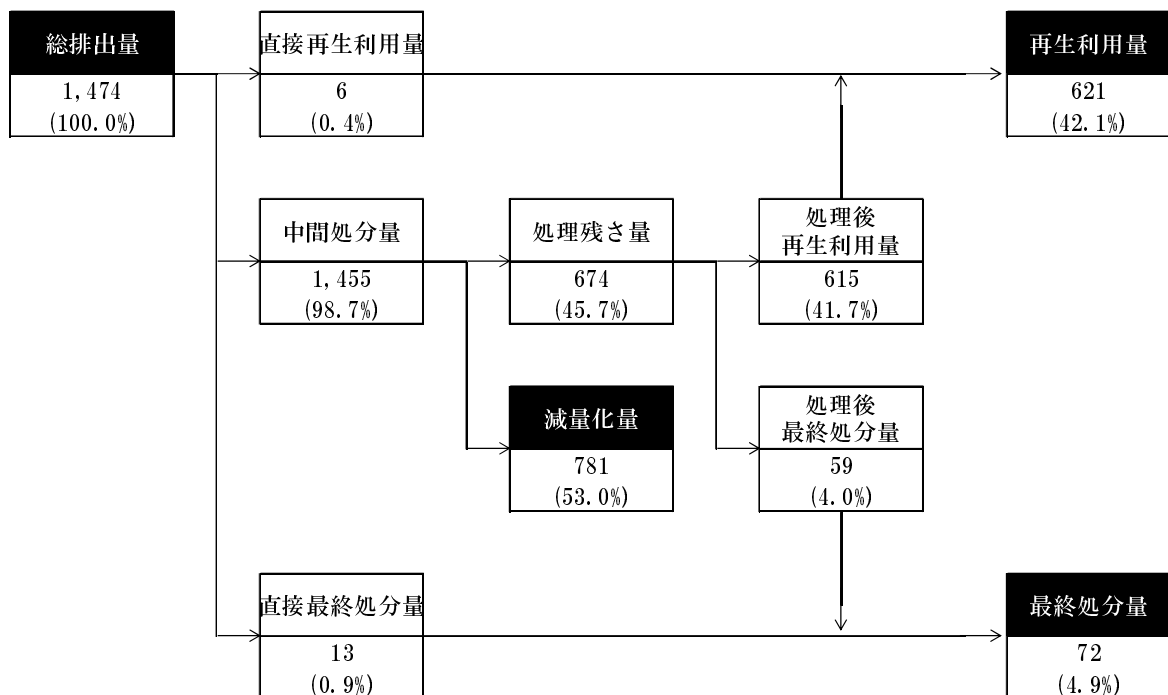 総排出量
1,474
(100.0%)
直接再生利用量
6
(0.4%)
再生利用量
621
(42.1%)
中間処分量
1,455
(98.7%)
処理残さ量
674
(45.7%)
処理後
再生利用量
615
(41.7%)
減量化量
781
(53.0%)
処理後
最終処分量
59
(4.0%)
直接最終処分量
13
(0.9%)
最終処分量
72
(4.9%)